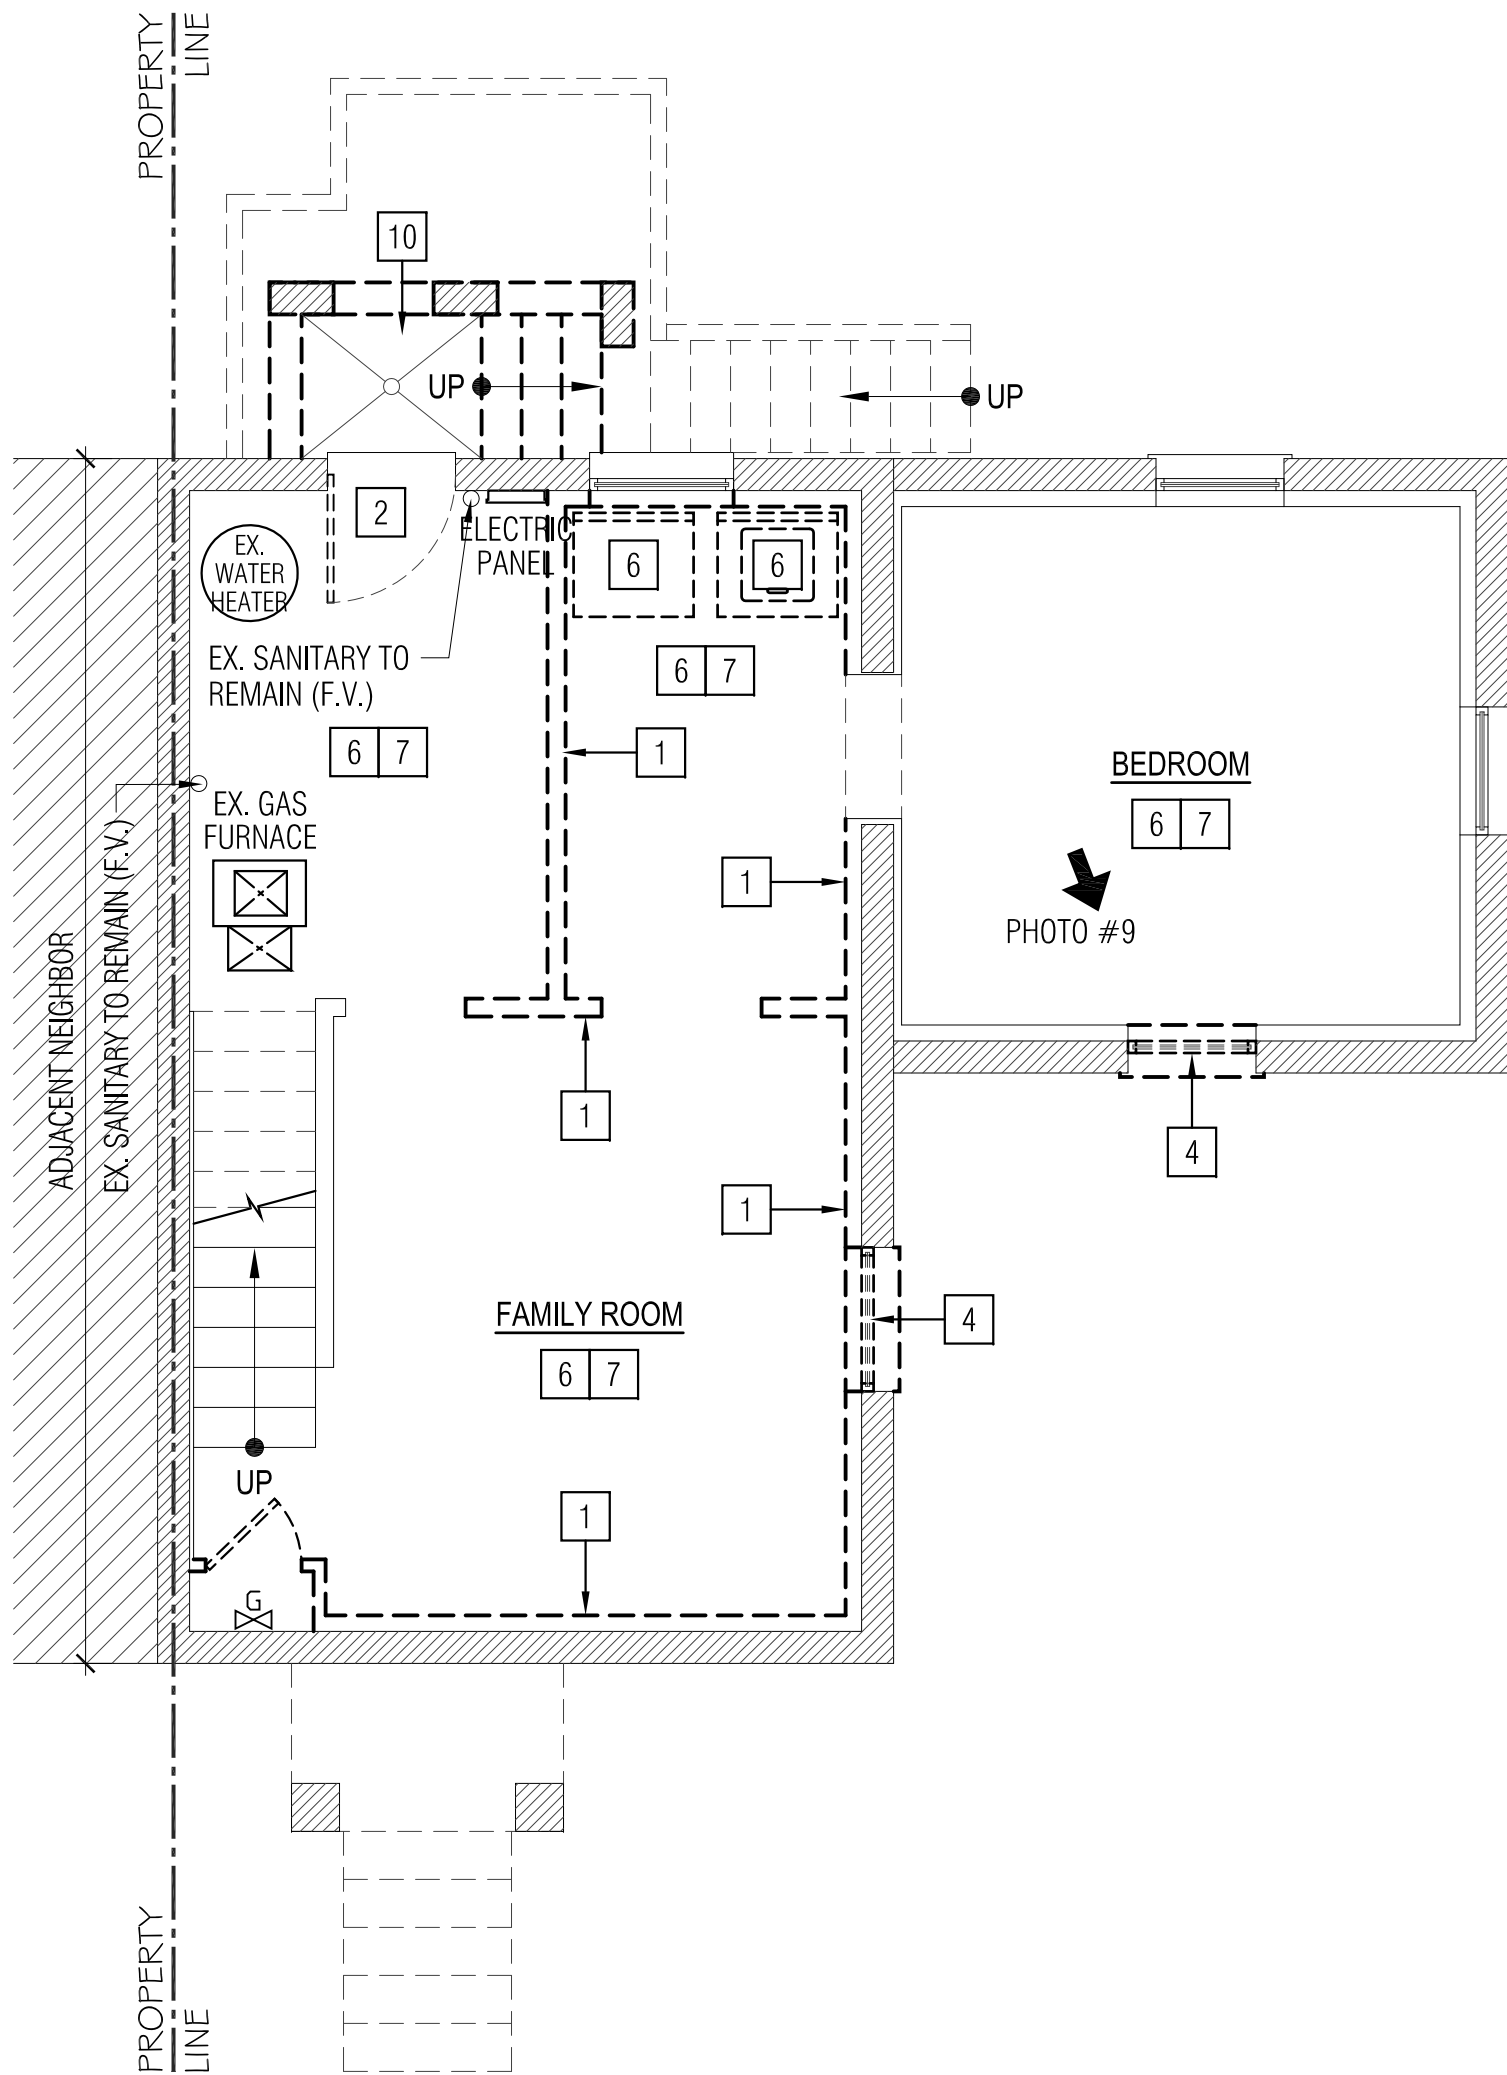 PROPERTY
LINE
10
UP
UP
2
ELECTRIC
PANEL
EX.
WATER
HEATER
6
6
EX. SANITARY TO
REMAIN (F.V.)
6 7
6 7
1
BEDROOM
6 7
EX. GAS
FURNACE
1
PHOTO #9
ADJACENT NEIGHBOR
EX. SANITARY TO REMAIN (F.V.)
1
4
1
FAMILY ROOM
6 7
4
UP
1
G
PROPERTY
LINE